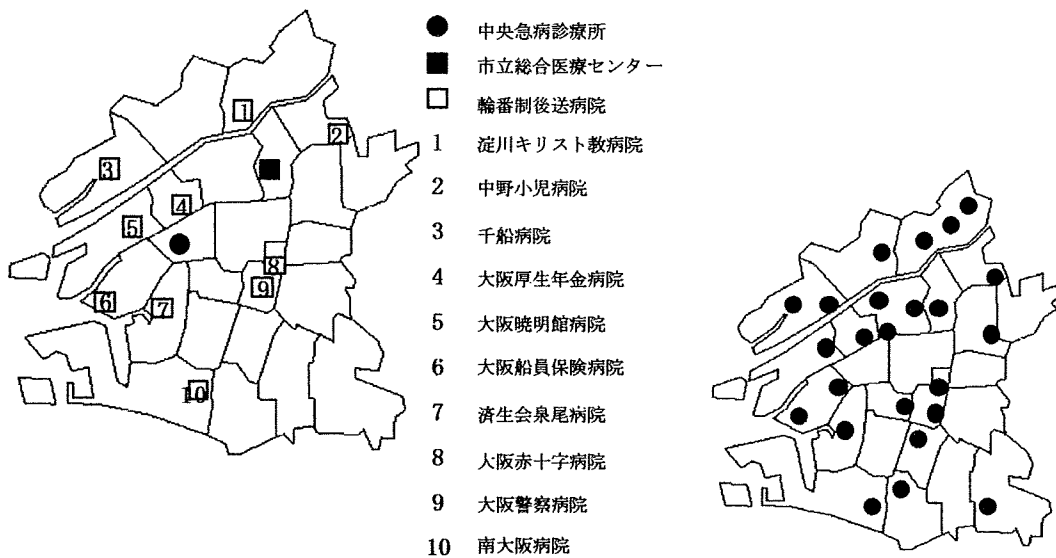 中央急病診療所
市立総合医療センター
輪番制後送病院
1 淀川キリスト教病院
2 中野小児病院
3 千船病院
4 大阪厚生年金病院
5 大阪暁明館病院
6 大阪船員保険病院
7 済生会泉尾病院
8 大阪赤十字病院
9 大阪警察病院
10 南大阪病院
1
2
3
4
5
6
7
8
9
10